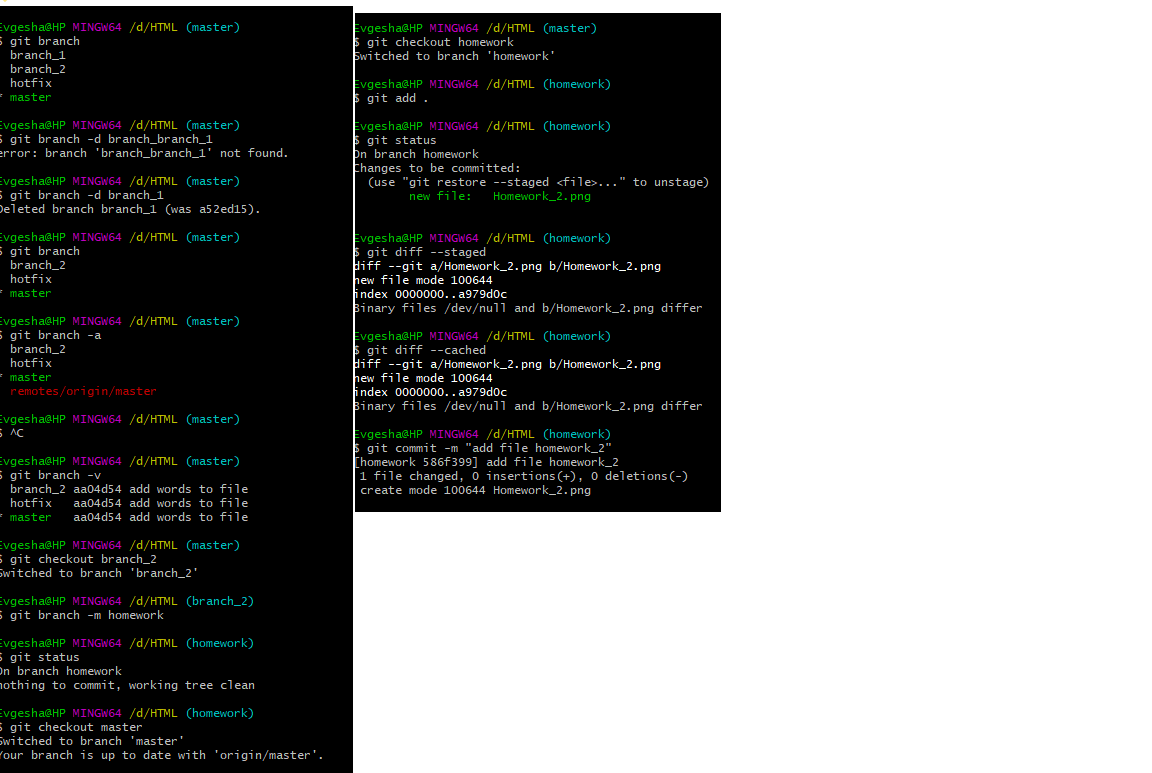 Evgesha@HP MINGW64 /d/HTML (master)
$ git branch
branch_1
branch_2
hotfix
* master
Evgesha@HP MINGW64 /d/HTML (master)
$ git branch -d branch_branch_1
error: branch 'branch_branch_1' not found.
Evgesha@HP MINGW64 /d/HTML (master)
$ git branch -d branch_1
Deleted branch branch_1 (was a52ed15).
Evgesha@HP MINGW64 /d/HTML (master)
$ git branch
branch_2
hotfix
* master
Evgesha@HP MINGW64 /d/HTML (master)
$ git branch -a
branch_2
hotfix
* master
remotes/origin/master
Evgesha@HP MINGW64 /d/HTML (master)
$ ^C
Evgesha@HP MINGW64 /d/HTML (master)
$ git branch -v
branch_2 aa04d54 add words to file
hotfix   aa04d54 add words to file
* master   aa04d54 add words to file
Evgesha@HP MINGW64 /d/HTML (master)
$ git checkout branch_2
Switched to branch 'branch_2'
Evgesha@HP MINGW64 /d/HTML (branch_2)
$ git branch -m homework
Evgesha@HP MINGW64 /d/HTML (homework)
$ git status
On branch homework
nothing to commit, working tree clean
Evgesha@HP MINGW64 /d/HTML (homework)
$ git checkout master
Switched to branch 'master'
Your branch is up to date with 'origin/master'.
Evgesha@HP MINGW64 /d/HTML (master)
$ git checkout homework
Switched to branch 'homework'
Evgesha@HP MINGW64 /d/HTML (homework)
$ git add .
Evgesha@HP MINGW64 /d/HTML (homework)
$ git status
On branch homework
Changes to be committed:
(use "git restore --staged <file>..." to unstage)
new file:   Homework_2.png
Evgesha@HP MINGW64 /d/HTML (homework)
$ git diff --staged
diff --git a/Homework_2.png b/Homework_2.png
new file mode 100644
index 0000000..a979d0c
Binary files /dev/null and b/Homework_2.png differ
Evgesha@HP MINGW64 /d/HTML (homework)
$ git diff --cached
diff --git a/Homework_2.png b/Homework_2.png
new file mode 100644
index 0000000..a979d0c
Binary files /dev/null and b/Homework_2.png differ
Evgesha@HP MINGW64 /d/HTML (homework)
$ git commit -m "add file homework_2"
[homework 586f399] add file homework_2
1 file changed, 0 insertions(+), 0 deletions(-)
create mode 100644 Homework_2.png